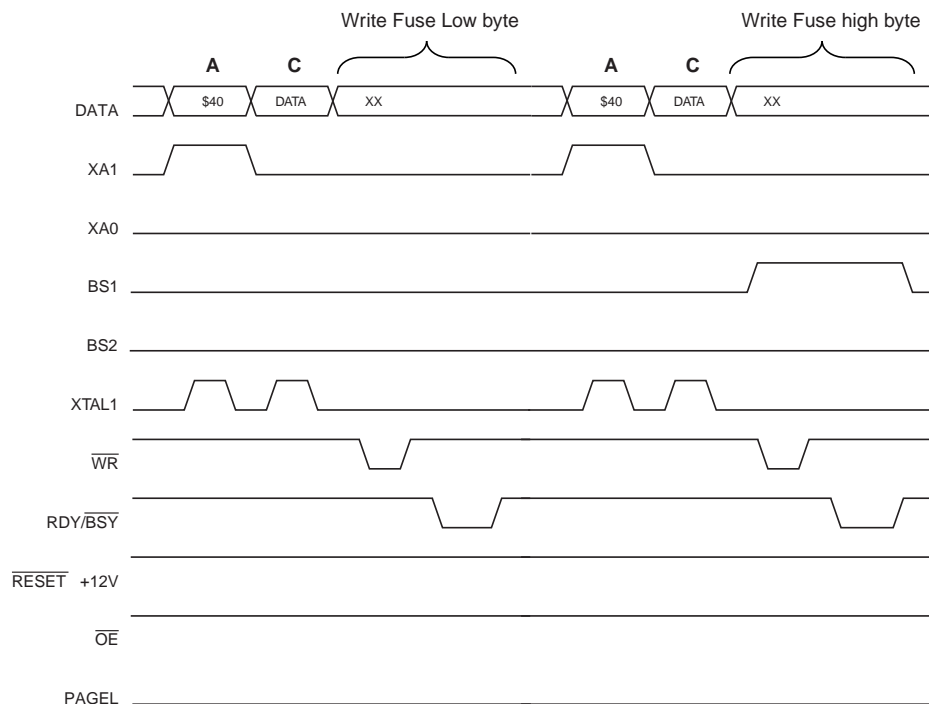 Write Fuse Low byte Write Fuse high byte
A C A C
DATA $40 DATA XX $40 DATA XX
XA1
XA0
BS1
BS2
XTAL1
WR
RDY/BSY
RESET +12V
OE
PAGEL